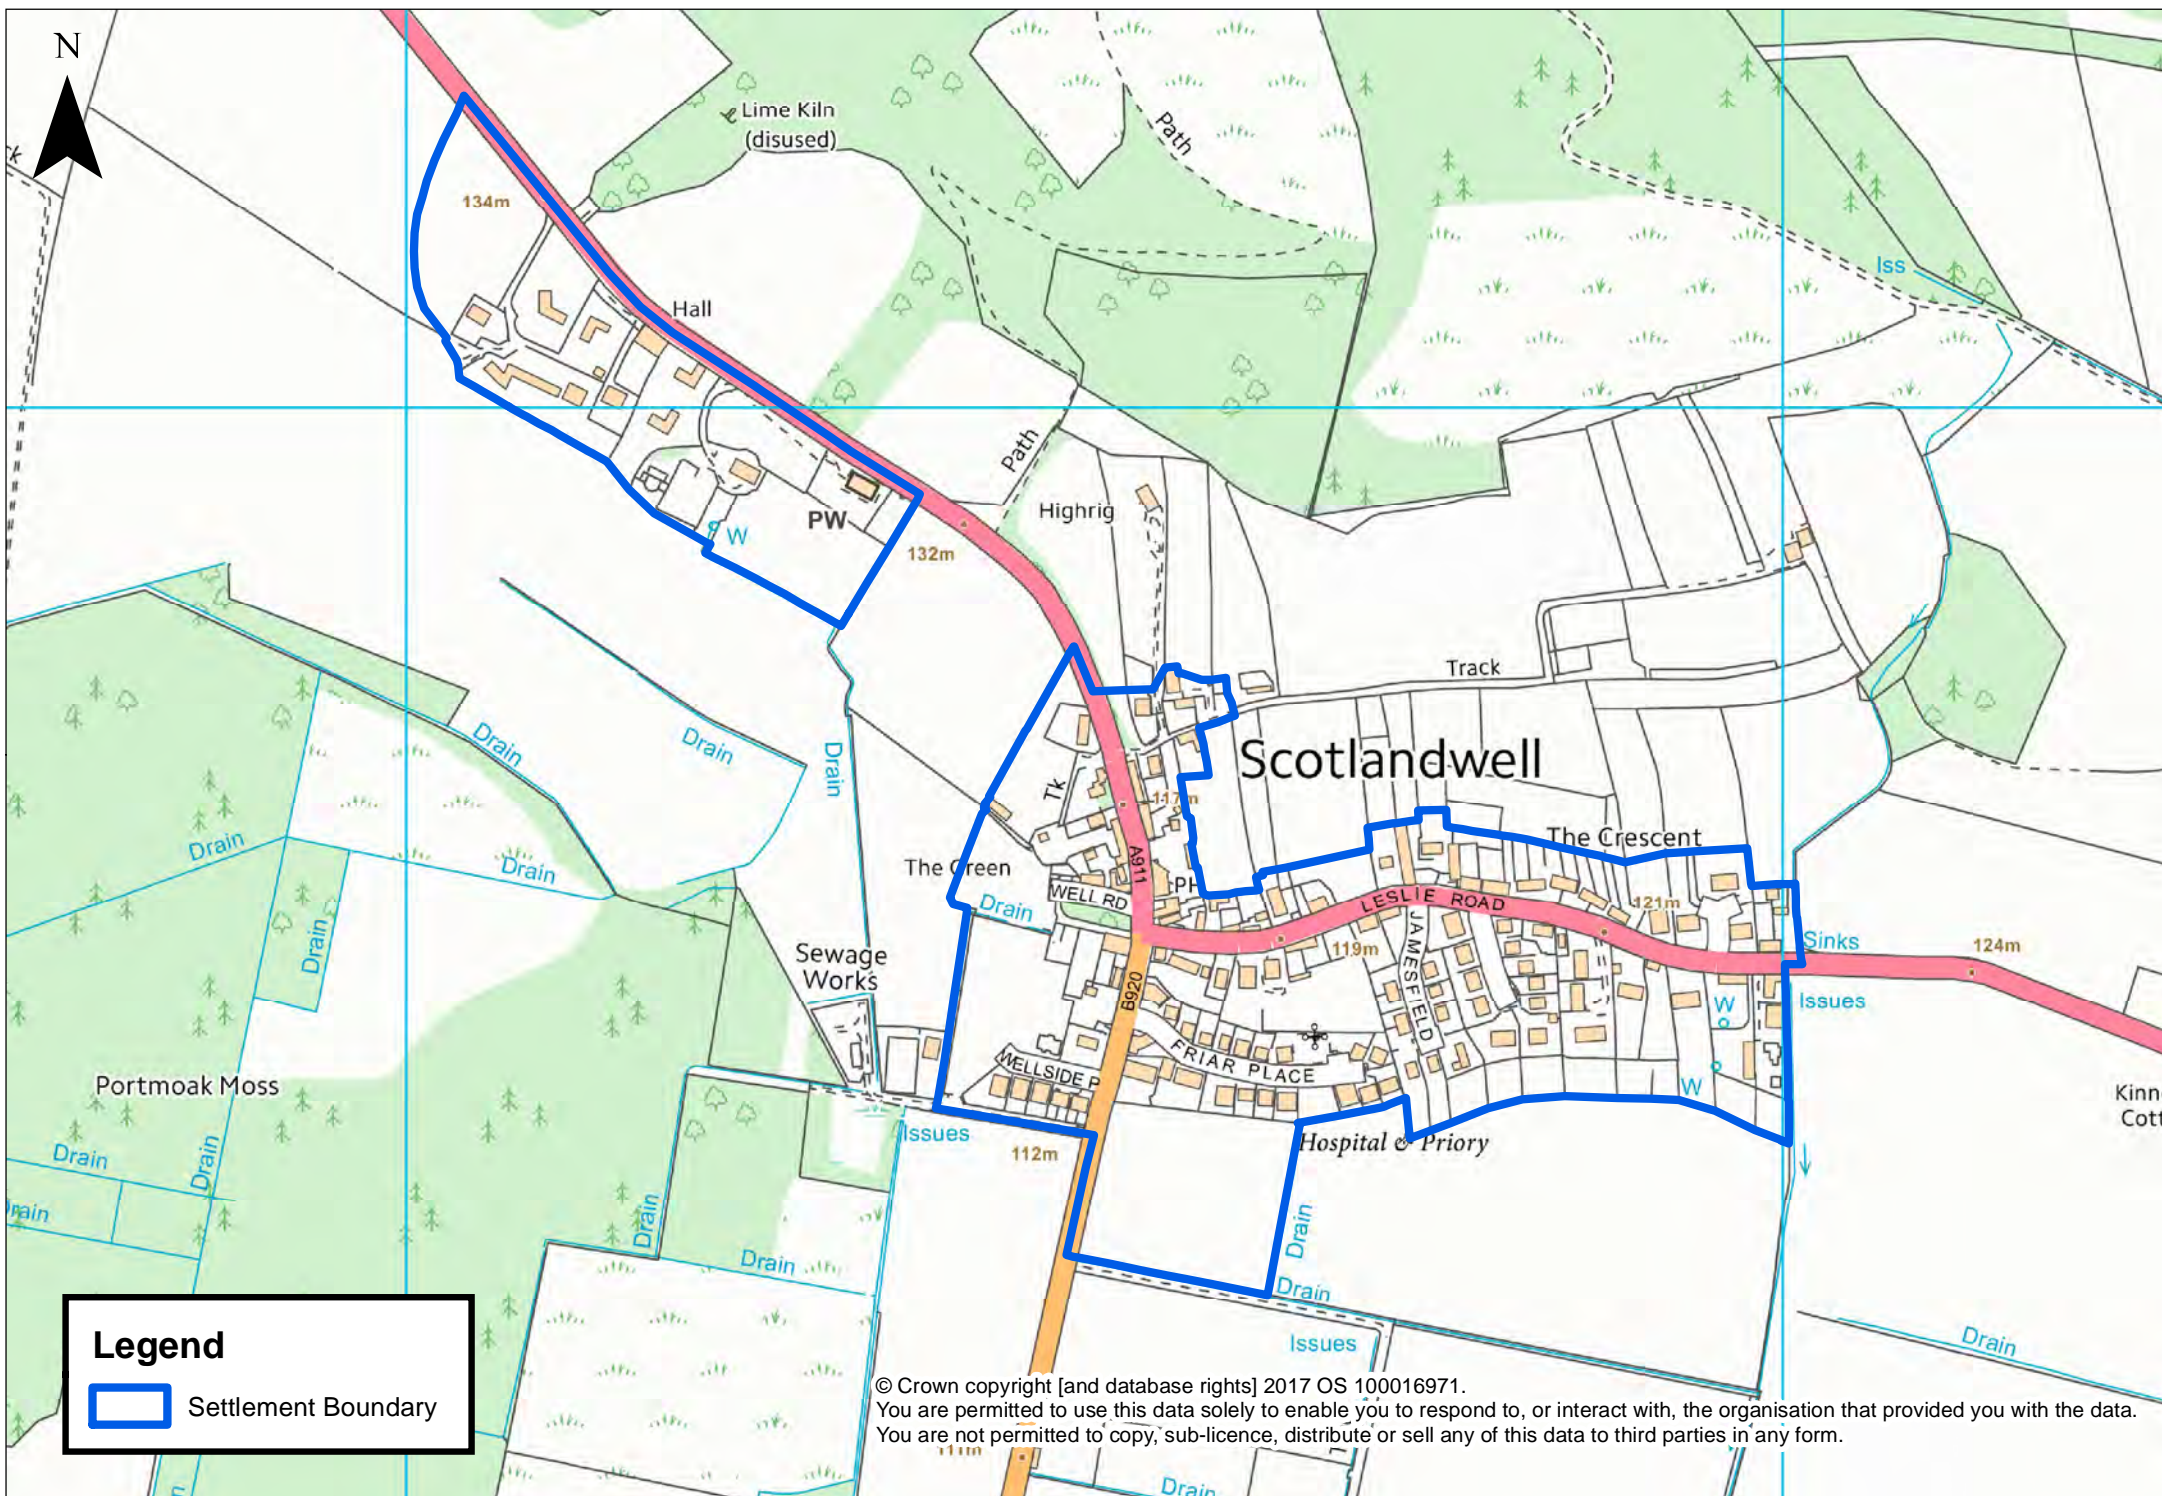 N
Lime Kiln
(disused)
Path
134m
Iss
Hall
Path
Highrig
PW
W
132m
Track
Scotlandwell
Drain
Drain
Drain
Tk
117m
The Crescent
Drain
Drain
The Green
A911
PH
WELL RD
Drain
LESLIE ROAD
121m
Drain
Sewage
Works
119m
JAMESFIELD
Sinks
124m
B920
Issues
W
FRIAR PLACE
WELLSIDE P
Portmoak Moss
W
Issues
112m
Hospital & Priory
Drain
Drain
Drain
Drain
Drain
Drain
Issues
Drain
Legend
Settlement Boundary
© Crown copyright [and database rights] 2017 OS 100016971.
You are permitted to use this data solely to enable you to respond to, or interact with, the organisation that provided you with the data.
You are not permitted to copy, sub-licence, distribute or sell any of this data to third parties in any form.
111m
Drain